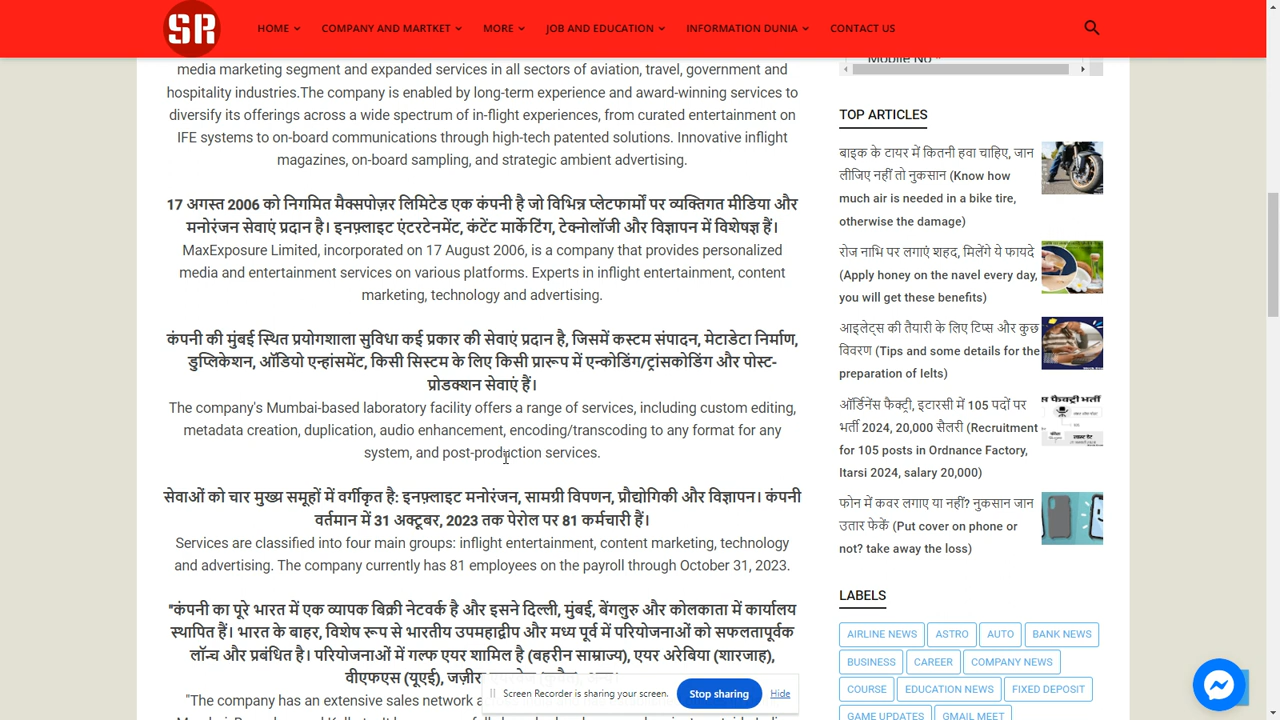 SR
HOME
COMPANY AND MARTKET
MORE
JOB AND EDUCATION
INFORMATION DUNIA
CONTACT US
media marketing segment and expanded services in all sectors of aviation, travel, government and
hospitality industries.The company is enabled by long-term experience and award-winning services to
diversify its offerings across a wide spectrum of in-flight experiences, from curated entertainment on
IFE systems to on-board communications through high-tech patented solutions. Innovative inflight
magazines, on-board sampling, and strategic ambient advertising.
17 अगस्त 2006 को निगमित मैक्सपोज़र लिमिटेड एक कंपनी है जो विभिन्न प्लेटफार्मों पर व्यक्तिगत मीडिया और
मनोरंजन सेवाएं प्रदान है। इनफ़्लाइट एंटरटेनमेंट, कंटेंट मार्केटिंग, टेक्नोलॉजी और विज्ञापन में विशेषज्ञ हैं।
MaxExposure Limited, incorporated on 17 August 2006, is a company that provides personalized
media and entertainment services on various platforms. Experts in inflight entertainment, content
marketing, technology and advertising.
कंपनी की मुंबई स्थित प्रयोगशाला सुविधा कई प्रकार की सेवाएं प्रदान है, जिसमें कस्टम संपादन, मेटाडेटा निर्माण,
डुप्लिकेशन, ऑडियो एन्हांसमेंट, किसी सिस्टम के लिए किसी प्रारूप में एन्कोडिंग/ट्रांसकोडिंग और पोस्ट-
प्रोडक्शन सेवाएं हैं।
The company's Mumbai-based laboratory facility offers a range of services, including custom editing,
metadata creation, duplication, audio enhancement, encoding/transcoding to any format for any
system, and post-production services.
सेवाओं को चार मुख्य समूहों में वर्गीकृत है: इनफ़्लाइट मनोरंजन, सामग्री विपणन, प्रौद्योगिकी और विज्ञापन। कंपनी
वर्तमान में 31 अक्टूबर, 2023 तक पेरोल पर 81 कर्मचारी हैं।
Services are classified into four main groups: inflight entertainment, content marketing, technology
and advertising. The company currently has 81 employees on the payroll through October 31, 2023.
"कंपनी का पूरे भारत में एक व्यापक बिक्री नेटवर्क है और इसने दिल्ली, मुंबई, बेंगलुरु और कोलकाता में कार्यालय
स्थापित हैं। भारत के बाहर, विशेष रूप से भारतीय उपमहाद्वीप और मध्य पूर्व में परियोजनाओं को सफलतापूर्वक
लॉन्च और प्रबंधित है। परियोजनाओं में गल्फ एयर शामिल है (बहरीन साम्राज्य), एयर अरेबिया (शारजाह),
वीएफएस (यूएई), जज़ीरा
"The company has an extensive sales network
Screen Recorder is sharing your screen.
Stop sharing
Hide
Mobile No
TOP ARTICLES
बाइक के टायर में कितनी हवा चाहिए, जान
लीजिए नहीं तो नुकसान (Know how
much air is needed in a bike tire,
otherwise the damage)
रोज नाभि पर लगाएं शहद, मिलेंगे ये फायदे
(Apply honey on the navel every day,
you will get these benefits)
आइलेट्स की तैयारी के लिए टिप्स और कुछ
विवरण (Tips and some details for the
preparation of Ielts)
ऑर्डिनेंस फैक्ट्री, इटारसी में 105 पदों पर
भर्ती 2024, 20,000 सैलरी (Recruitment
for 105 posts in Ordnance Factory,
Itarsi 2024, salary 20,000)
फोन में कवर लगाए या नहीं? नुकसान जान
उतार फेकें (Put cover on phone or
not? take away the loss)
LABELS
AIRLINE NEWS
ASTRO
AUTO
BANK NEWS
BUSINESS
CAREER
COMPANY NEWS
COURSE
EDUCATION NEWS
FIXED DEPOSIT
GAME UPDATES
GMAIL MEET